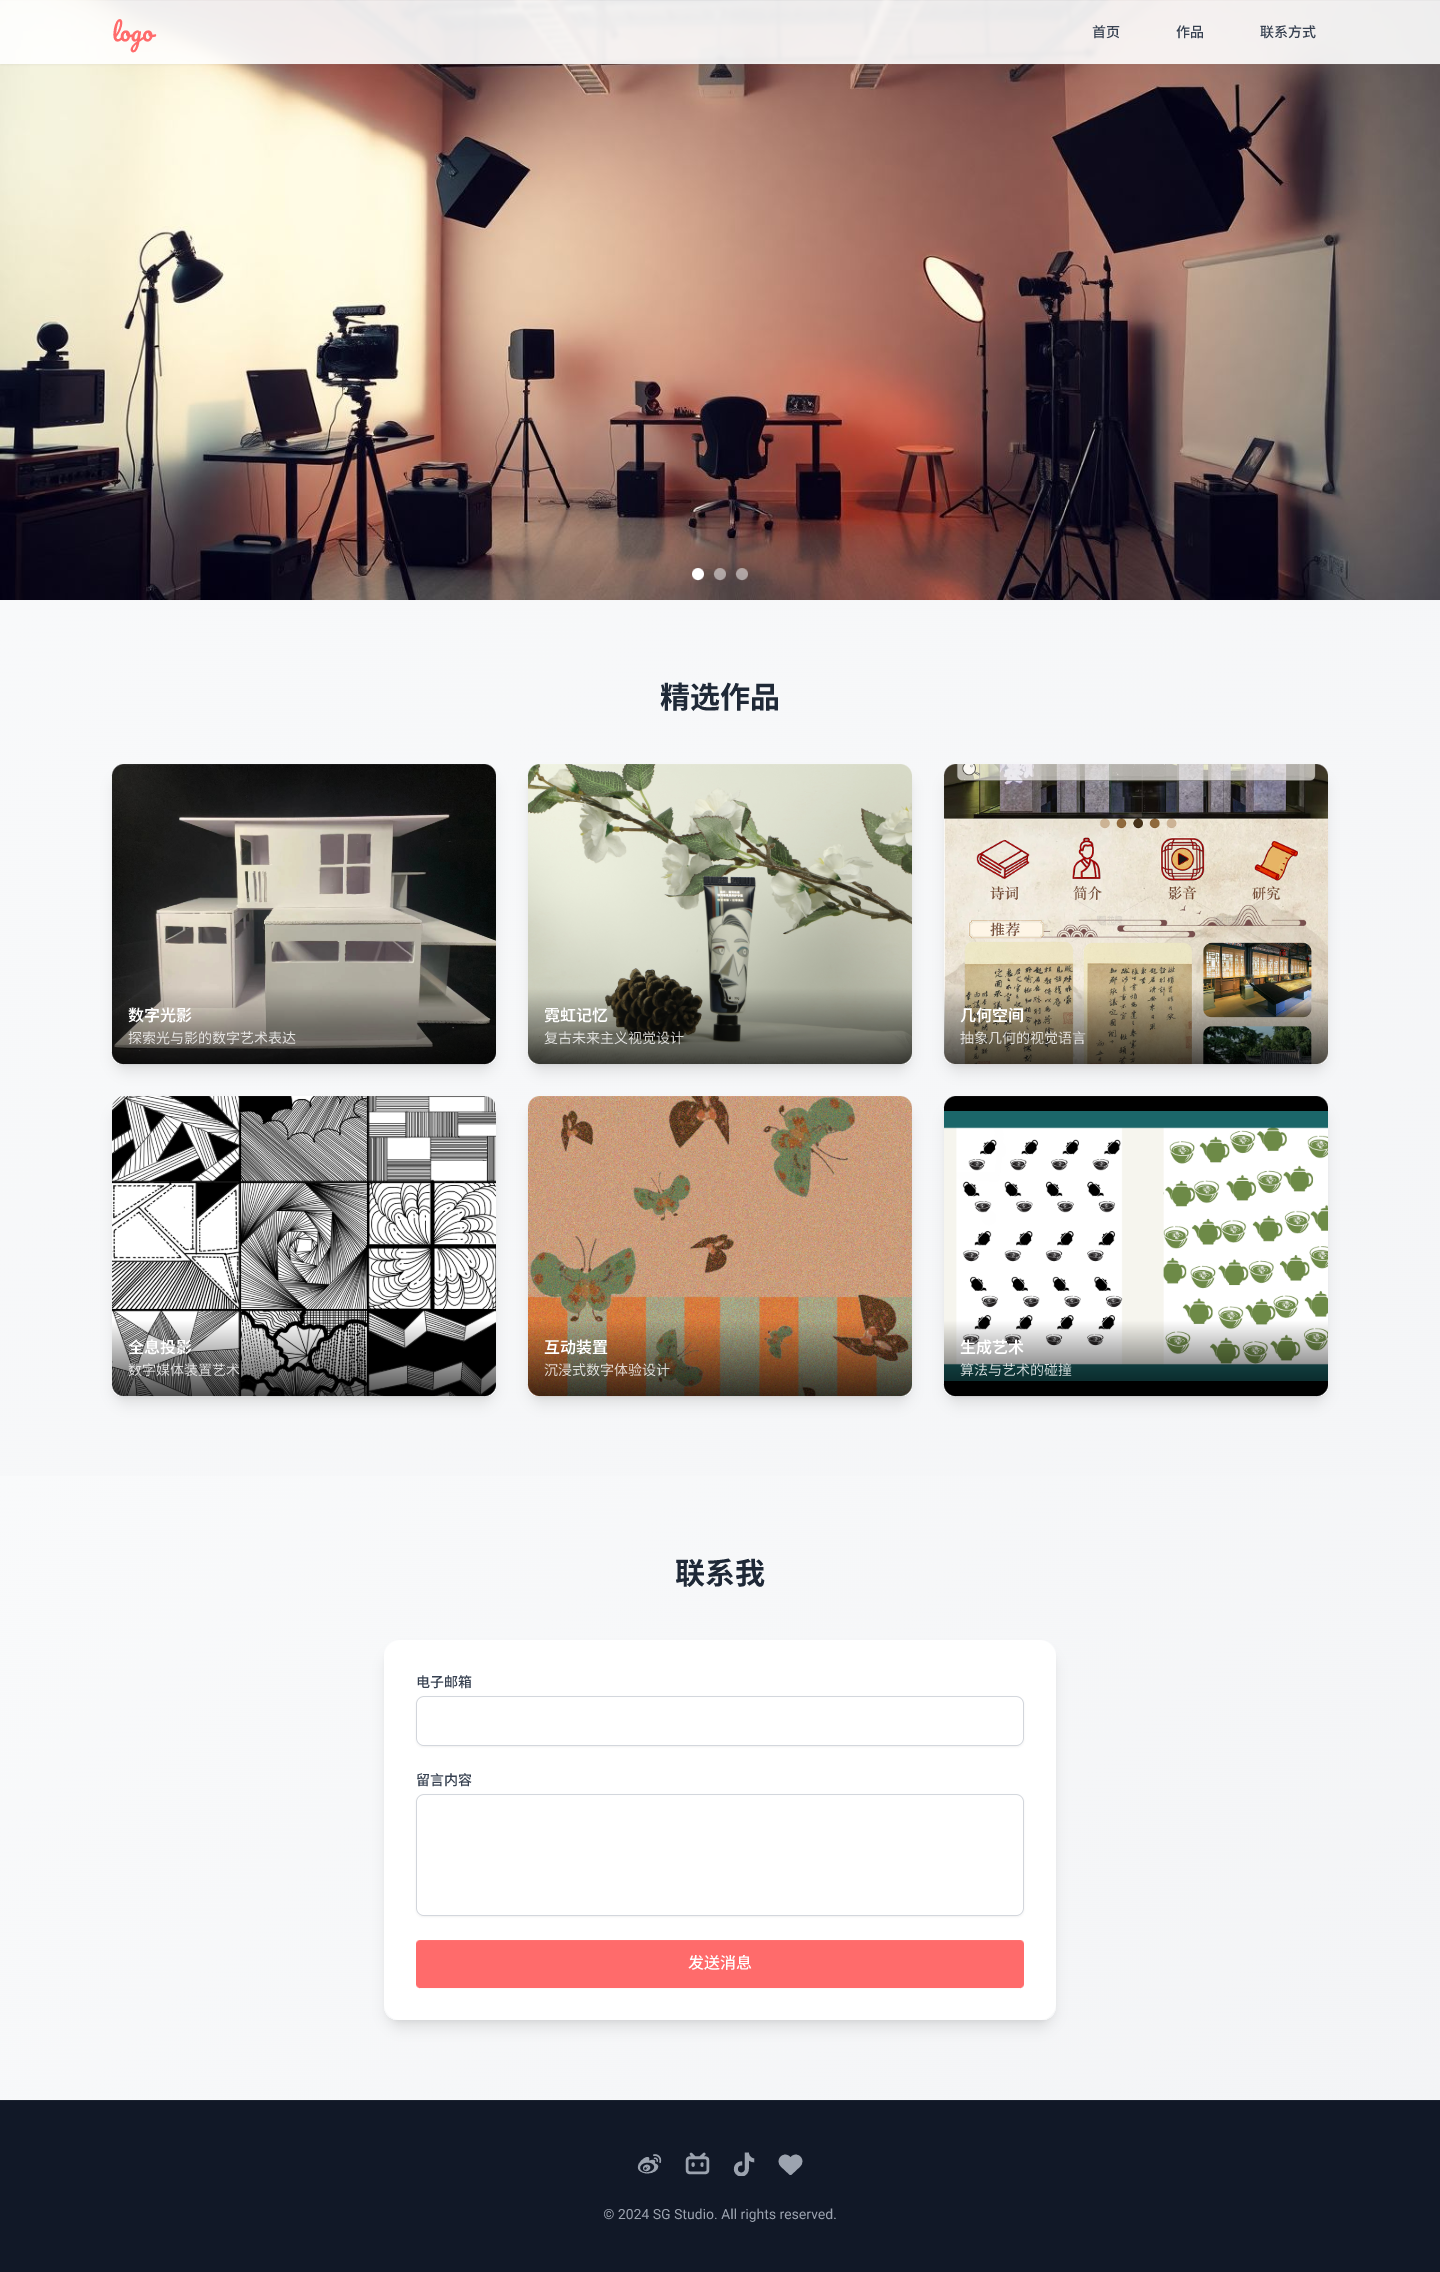 logo
首页
作品
联系方式
精选作品
数字光影
探索光与影的数字艺术表达
霓虹记忆
复古未来主义视觉设计
诗词
简介
影音
研究
推荐
几何空间
抽象几何的视觉语言
全息投影
数字媒体装置艺术
互动装置
沉浸式数字体验设计
生成艺术
算法与艺术的碰撞
联系我
电子邮箱
留言内容
发送消息
© 2024 SG Studio. All rights reserved.